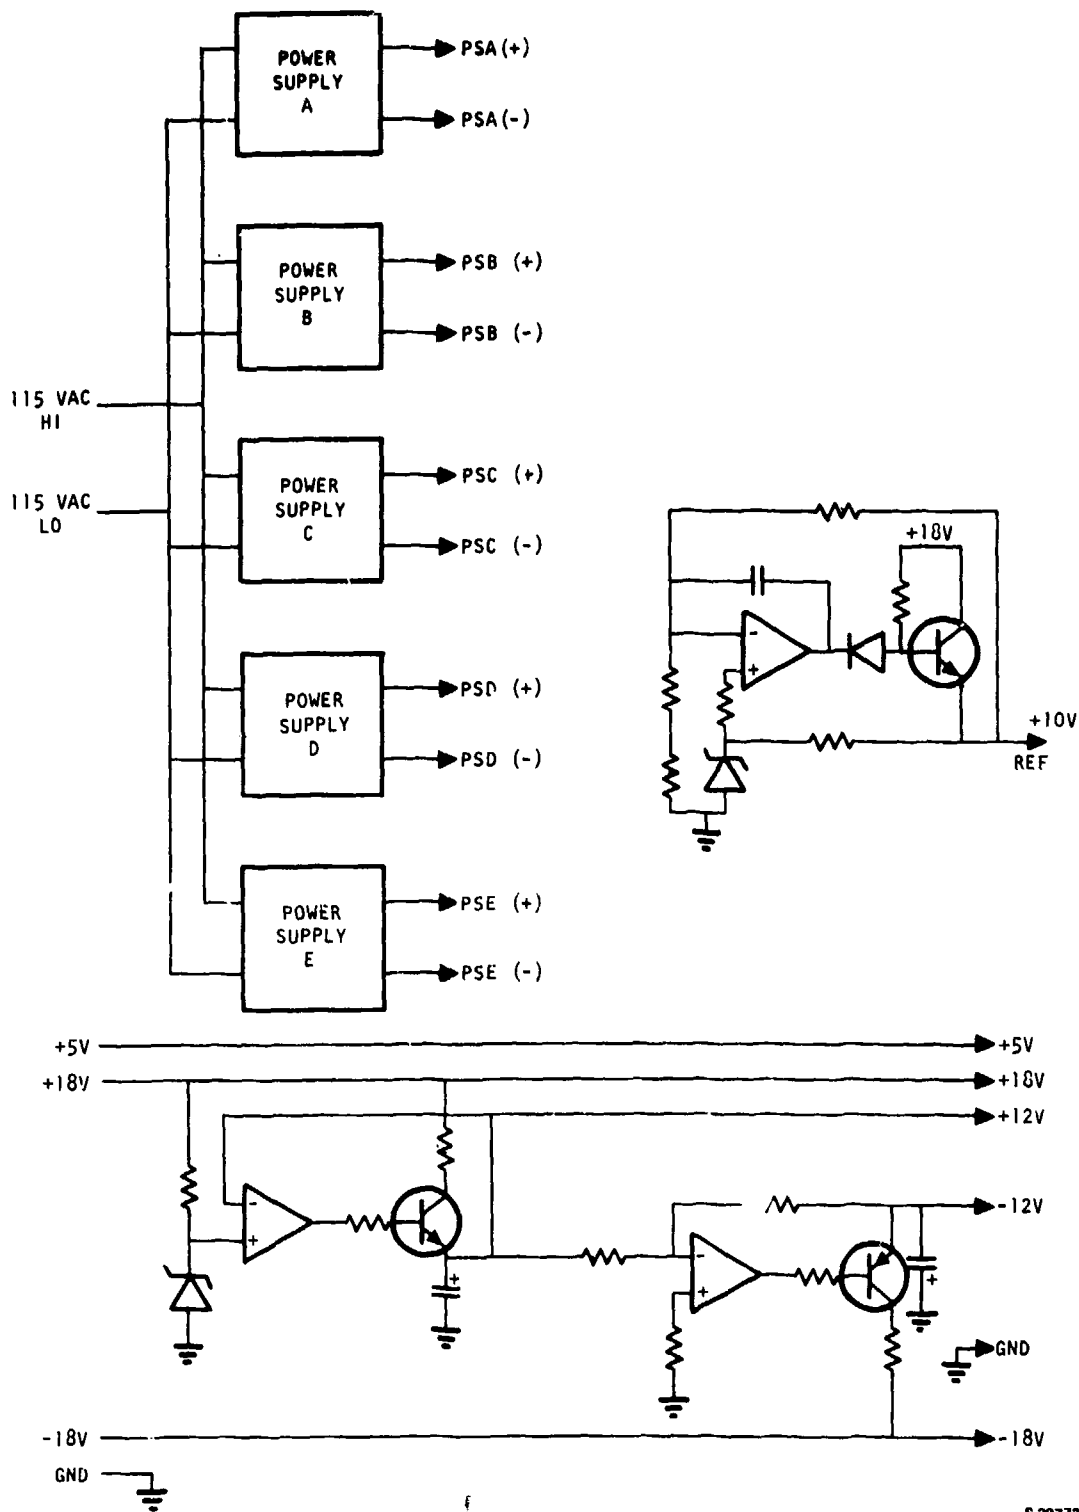 POWER
SUPPLY
A
PSA(+)
PSA(-)
POWER
SUPPLY
B
PSB (+)
PSB (-)
115 VAC
HI
115 VAC
LO
POWER
SUPPLY
C
PSC (+)
PSC (-)
POWER
SUPPLY
D
PSD (+)
PSD (-)
POWER
SUPPLY
E
PSE (+)
PSE (-)
+18V
-
+
+10V
REF
+5V
+5V
+18V
+18V
+12V
-
+
+
-12V
-
+
+
GND
-18V
-18V
GND